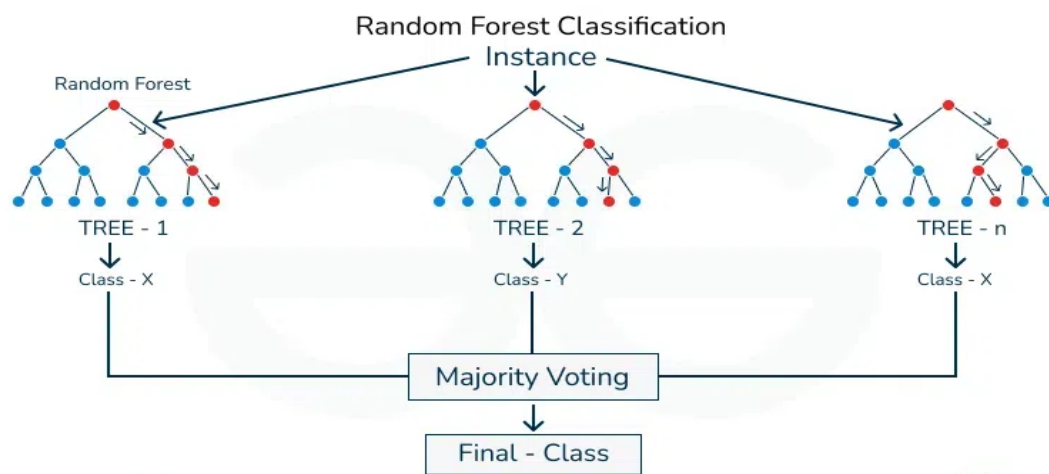 Random Forest Classification
Instance
Random Forest
TREE - 1
TREE - 2
TREE - n
Class - X
Class - Y
Class - X
Majority Voting
Final - Class